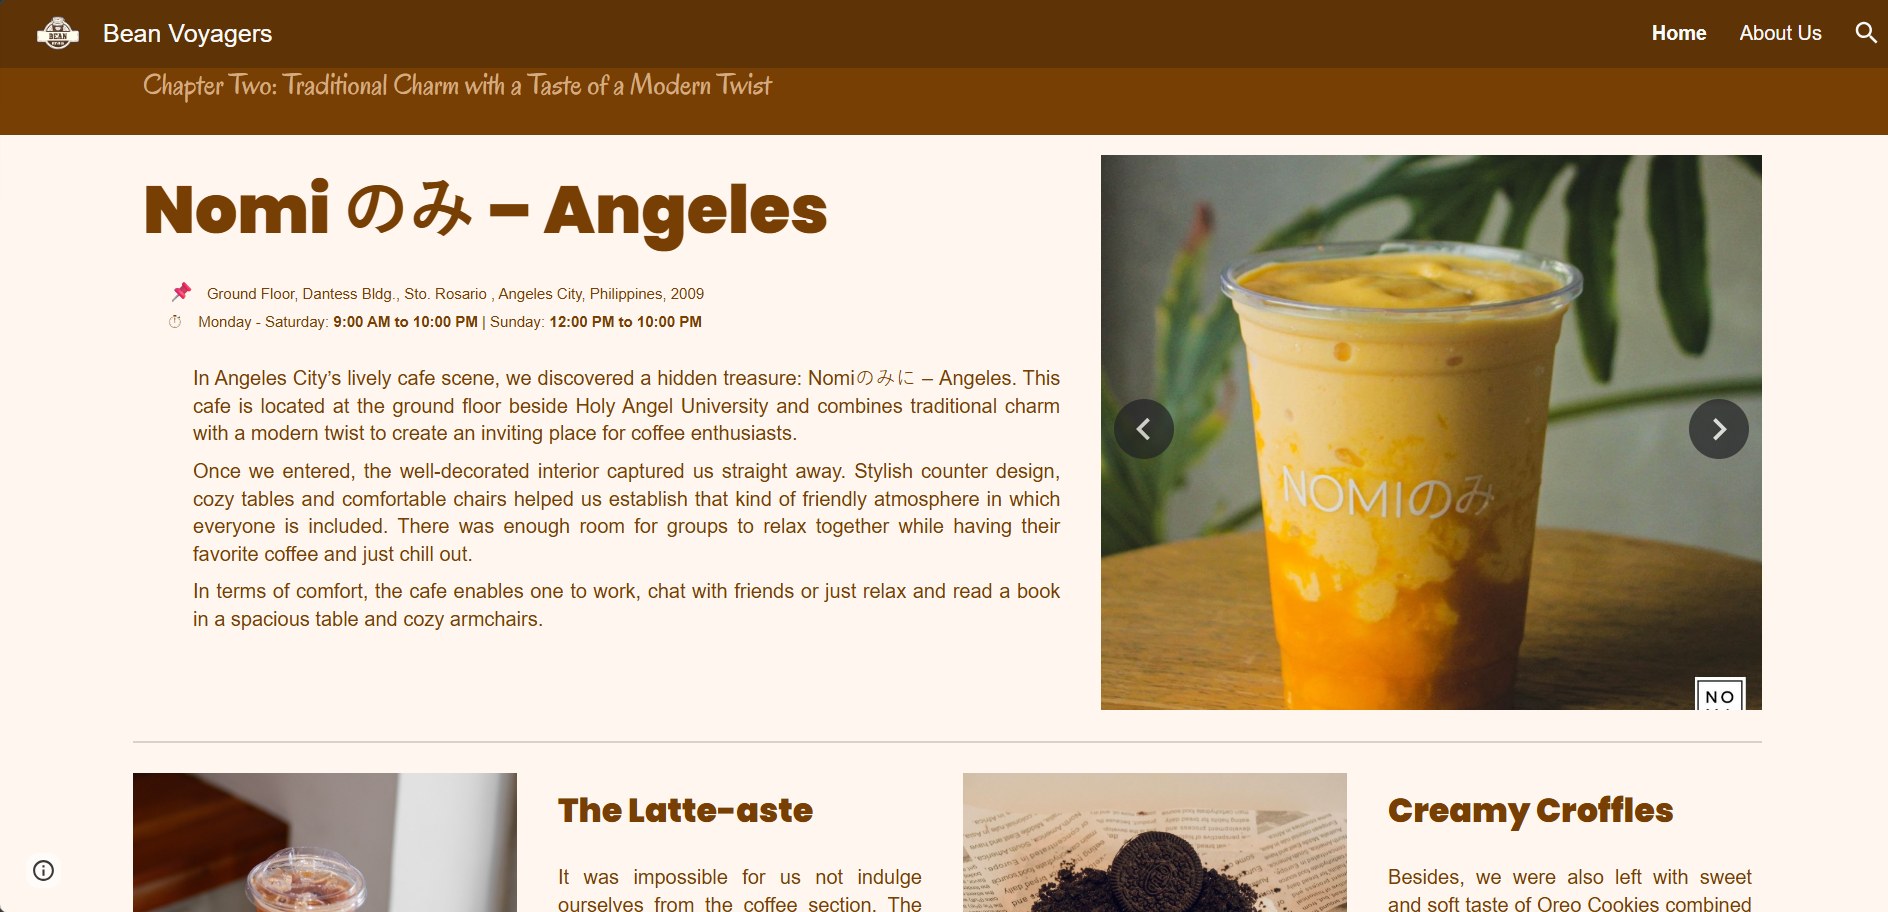 BEAN
Bean Voyagers
Home
About Us
Chapter Two: Traditional Charm with a Taste of a Modern Twist
Nomi のみ – Angeles
Ground Floor, Dantess Bldg., Sto. Rosario , Angeles City, Philippines, 2009
Monday - Saturday: 9:00 AM to 10:00 PM | Sunday: 12:00 PM to 10:00 PM
In Angeles City’s lively cafe scene, we discovered a hidden treasure: Nomiのみに – Angeles. This
cafe is located at the ground floor beside Holy Angel University and combines traditional charm
with a modern twist to create an inviting place for coffee enthusiasts.
Once we entered, the well-decorated interior captured us straight away. Stylish counter design,
cozy tables and comfortable chairs helped us establish that kind of friendly atmosphere in which
everyone is included. There was enough room for groups to relax together while having their
favorite coffee and just chill out.
In terms of comfort, the cafe enables one to work, chat with friends or just relax and read a book
in a spacious table and cozy armchairs.
NOMIのみ
NO
The Latte-aste
It was impossible for us not indulge
ourselves from the coffee section. The
Creamy Croffles
Besides, we were also left with sweet
and soft taste of Oreo Cookies combined